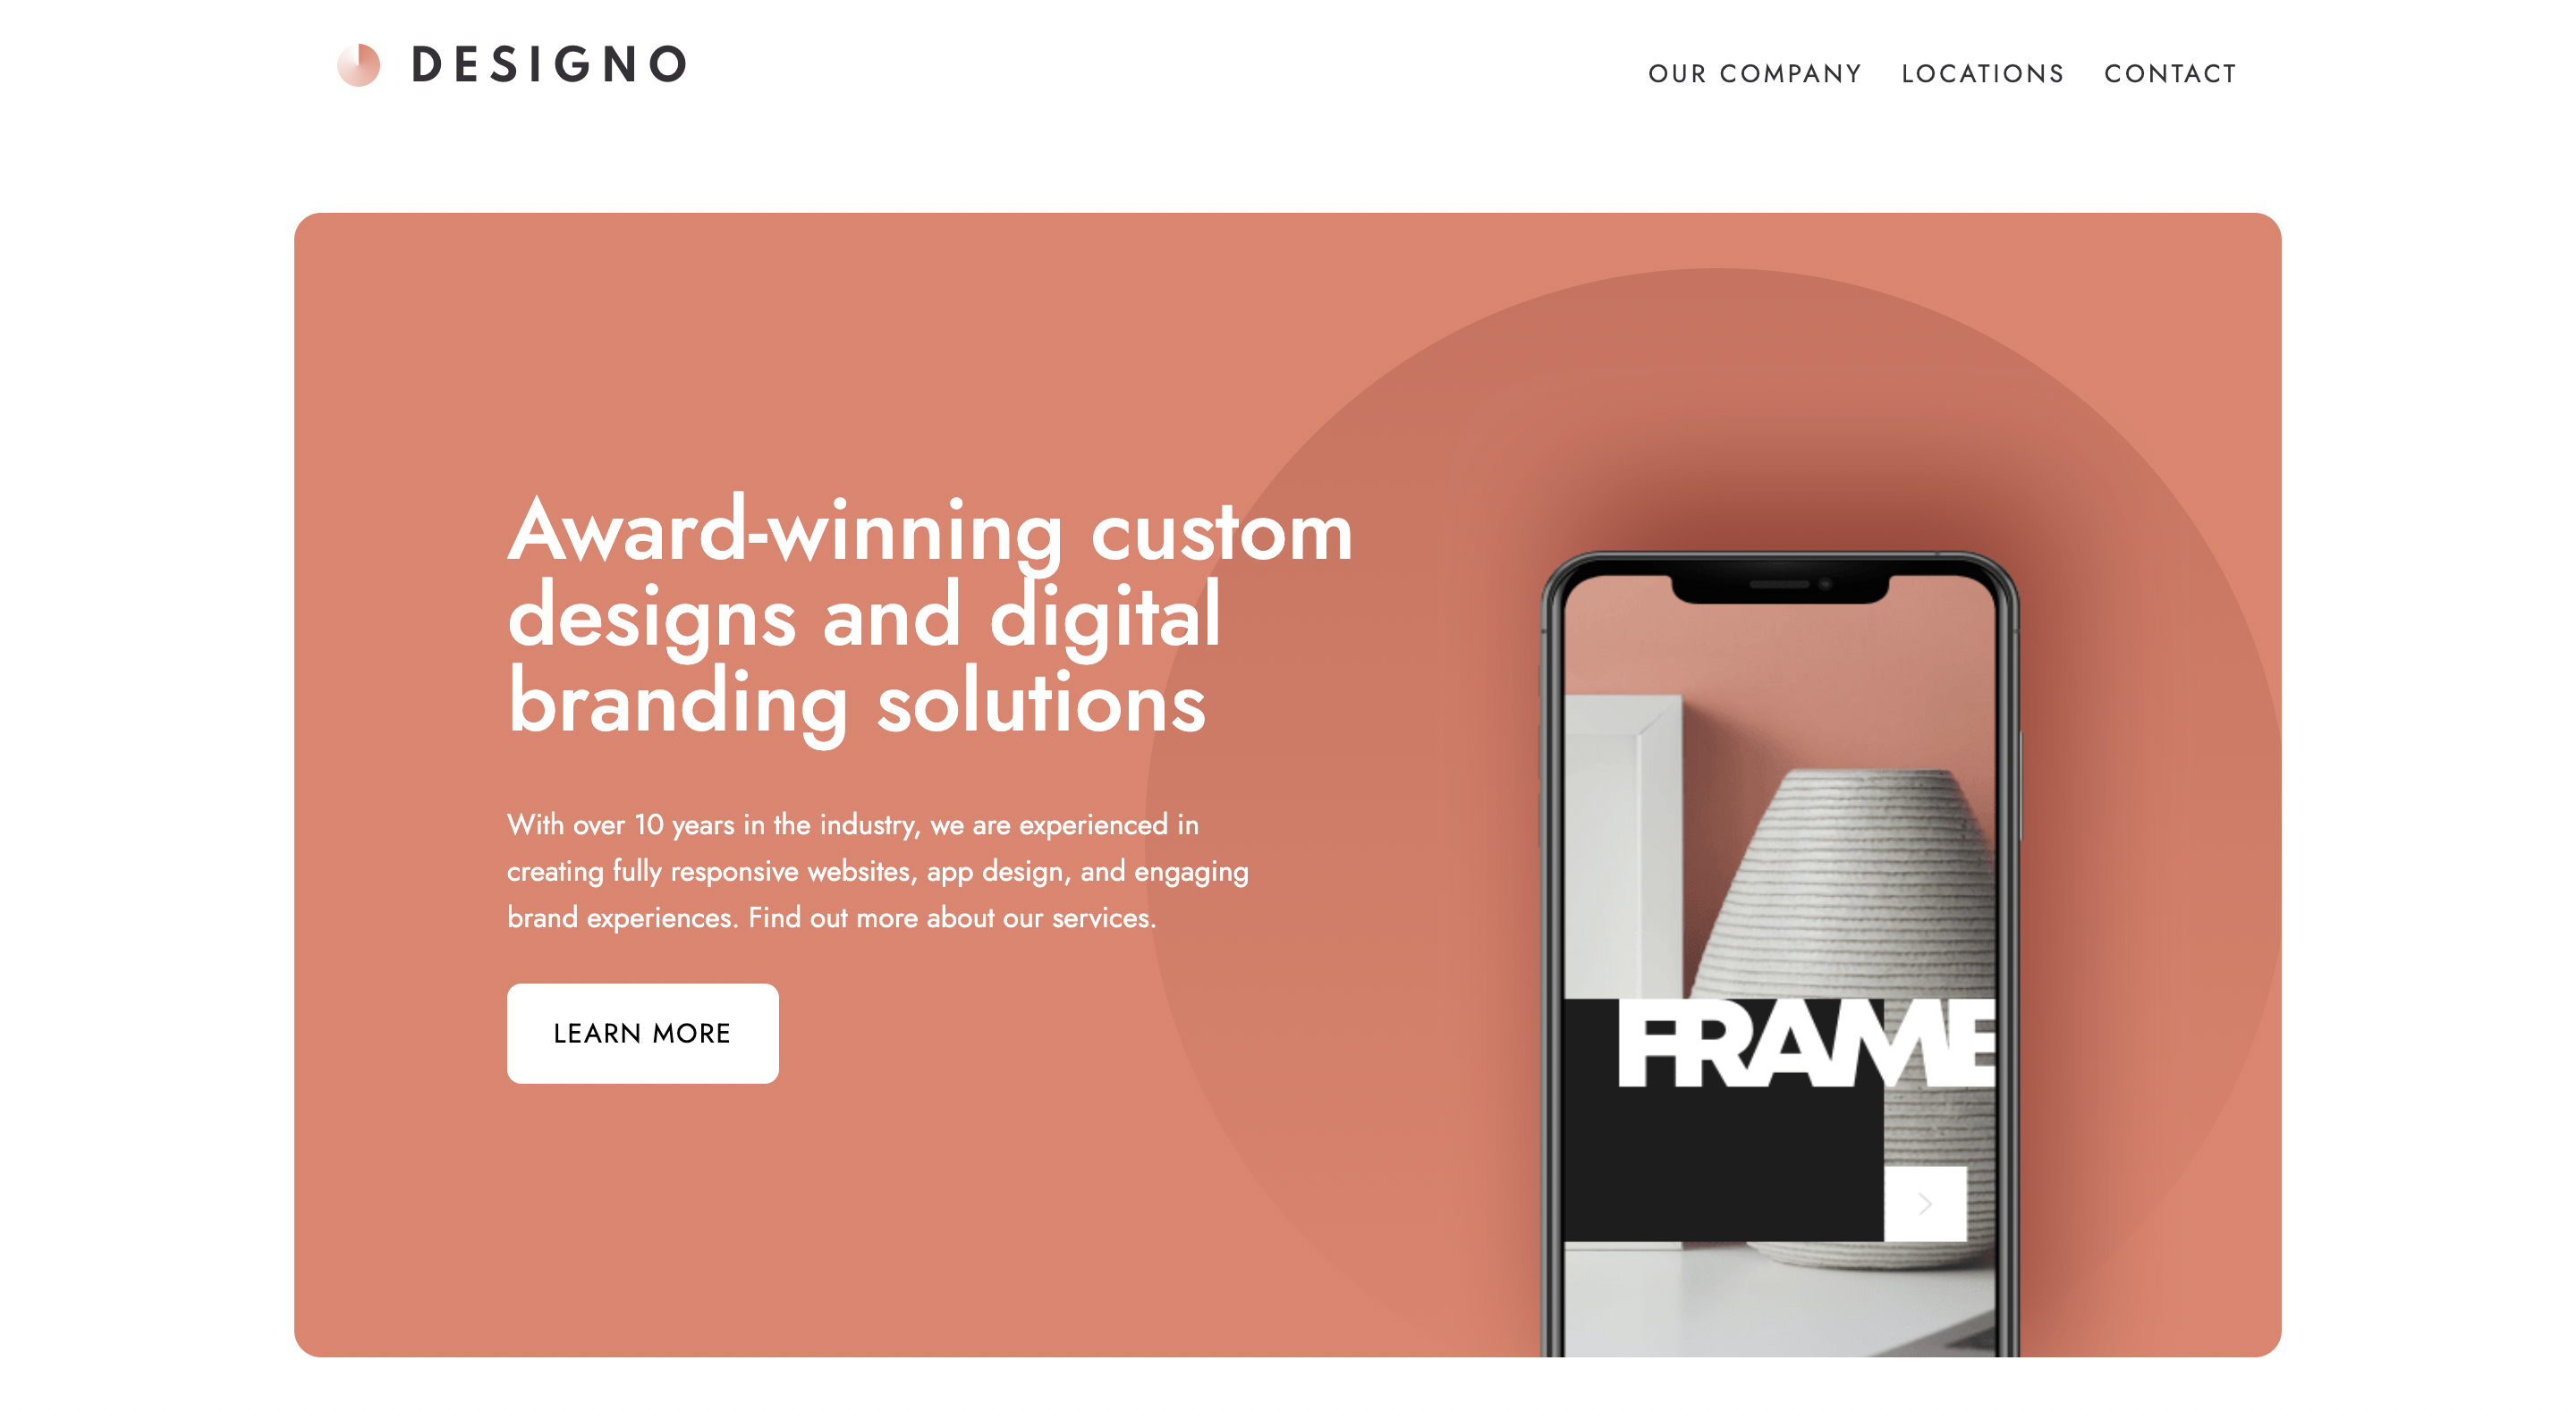 DESIGNO
OUR COMPANY LOCATIONS CONTACT
Award-winning custom
designs and digital
branding solutions
With over 10 years in the industry, we are experienced in
creating fully responsive websites, app design, and engaging
brand experiences. Find out more about our services.
LEARN MORE
FRAME